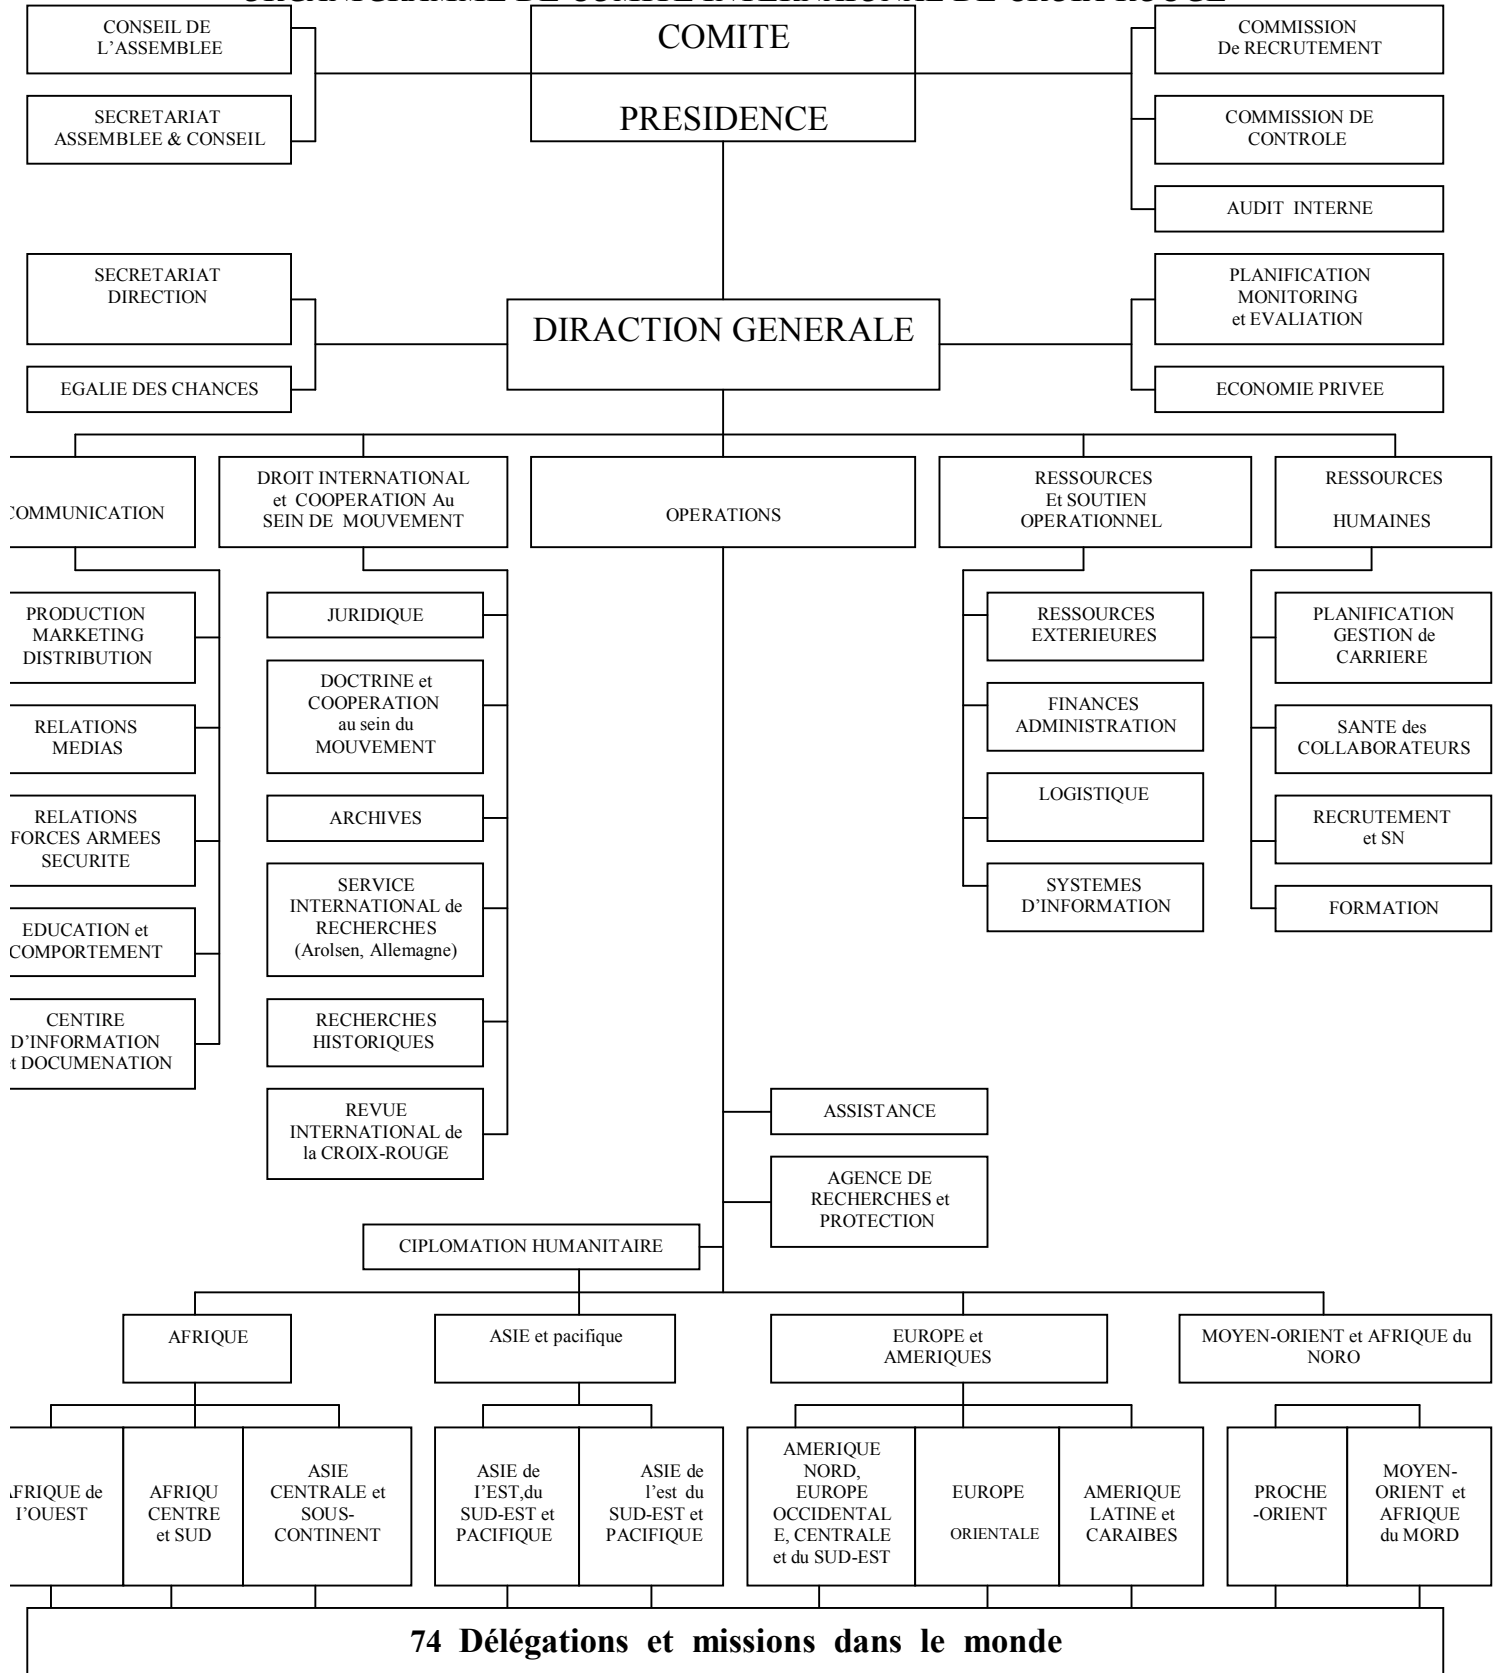 ORGANIGRAMME DE COMITE INTERNAIONAL DE CROIX ROUGE
CONSEIL DE
L'ASSEMBLEE
COMITE
COMMISSION
De RECRUTEMENT
SECRETARIAT
ASSEMBLEE & CONSEIL
PRESIDENCE
COMMISSION DE
CONTROLE
AUDIT INTERNE
SECRETARIAT
DIRECTION
DIRACTION GENERALE
PLANIFICATION
MONITORING
et EVALIATION
EGALIE DES CHANCES
ECONOMIE PRIVEE
COMMUNICATION
DROIT INTERNATIONAL
et COOPERATION Au
SEIN DE MOUVEMENT
OPERATIONS
RESSOURCES
Et SOUTIEN
OPERATIONNEL
RESSOURCES
HUMAINES
PRODUCTION
MARKETING
DISTRIBUTION
RELATIONS
MEDIAS
RELATIONS
FORCES ARMEES
SECURITE
EDUCATION et
COMPORTEMENT
CENTIRE
D'INFORMATION
et DOCUMENATION
JURIDIQUE
DOCTRINE et
COOPERATION
au sein du
MOUVEMENT
ARCHIVES
SERVICE
INTERNATIONAL de
RECHERCHES
(Arolsen, Allemagne)
RECHERCHES
HISTORIQUES
REVUE
INTERNATIONAL de
la CROIX-ROUGE
RESSOURCES
EXTERIEURES
FINANCES
ADMINISTRATION
LOGISTIQUE
SYSTEMES
D'INFORMATION
PLANIFICATION
GESTION de
CARRIERE
SANTE des
COLLABORATEURS
RECRUTEMENT
et SN
FORMATION
ASSISTANCE
AGENCE DE
RECHERCHES et
PROTECTION
CIPLOMATION HUMANITAIRE
AFRIQUE
ASIE et pacifique
EUROPE et
AMERIQUES
MOYEN-ORIENT et AFRIQUE du
NORO
AFRIQUE de
I'OUEST
AFRIQU
CENTRE
et SUD
ASIE
CENTRALE et
SOUS-
CONTINENT
ASIE de
I'EST,du
SUD-EST et
PACIFIQUE
ASIE de
l'est du
SUD-EST et
PACIFIQUE
AMERIQUE
NORD,
EUROPE
OCCIDENTAL
E, CENTRALE
et du SUD-EST
EUROPE
ORIENTALE
AMERIQUE
LATINE et
CARAIBES
PROCHE
-ORIENT
MOYEN-
ORIENT et
AFRIQUE
du MORD
74 Délégations et missions dans le monde